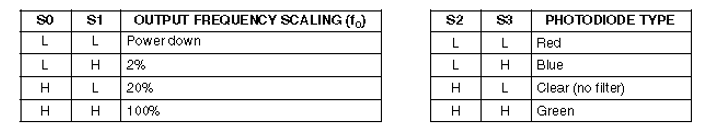 S0 S1 OUTPUT FREQUENCY SCALING (fo)
L L Power down
L H 2%
H L 20%
H H 100%
S2 S3 PHOTODIODE TYPE
L L Red
L H Blue
H L Clear (no filter)
H H Green